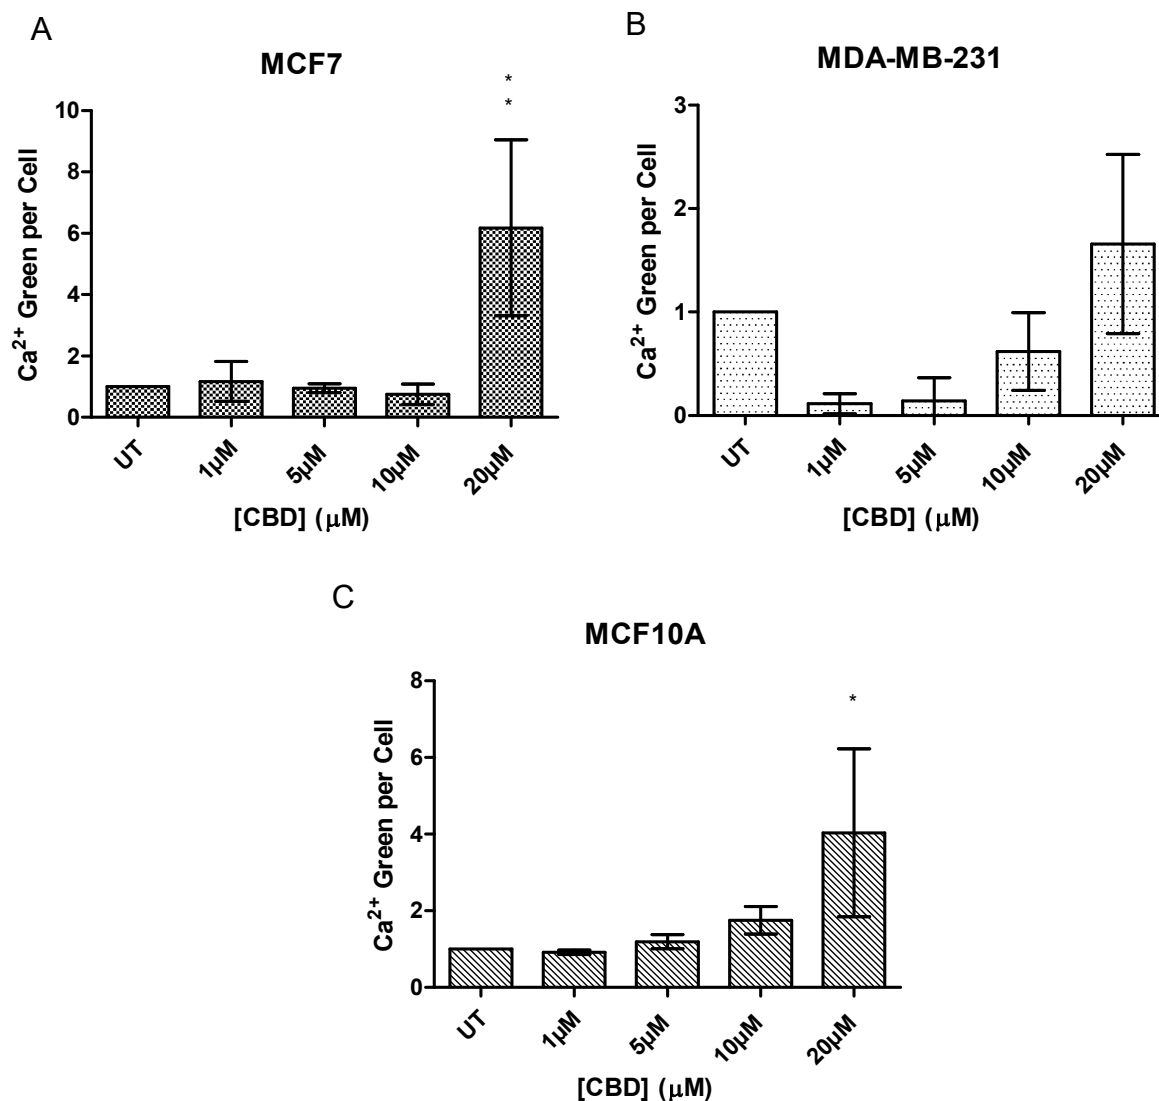 A
MCF7
*
*
Ca²⁺ Green per Cell
10
8
6
4
2
0
UT
1µM
5µM
10µM
20µM
[CBD] (µM)
B
MDA-MB-231
Ca²⁺ Green per Cell
3
2
1
0
UT
1µM
5µM
10µM
20µM
[CBD] (µM)
C
MCF10A
*
Ca²⁺ Green per Cell
8
6
4
2
0
UT
1µM
5µM
10µM
20µM
[CBD] (µM)